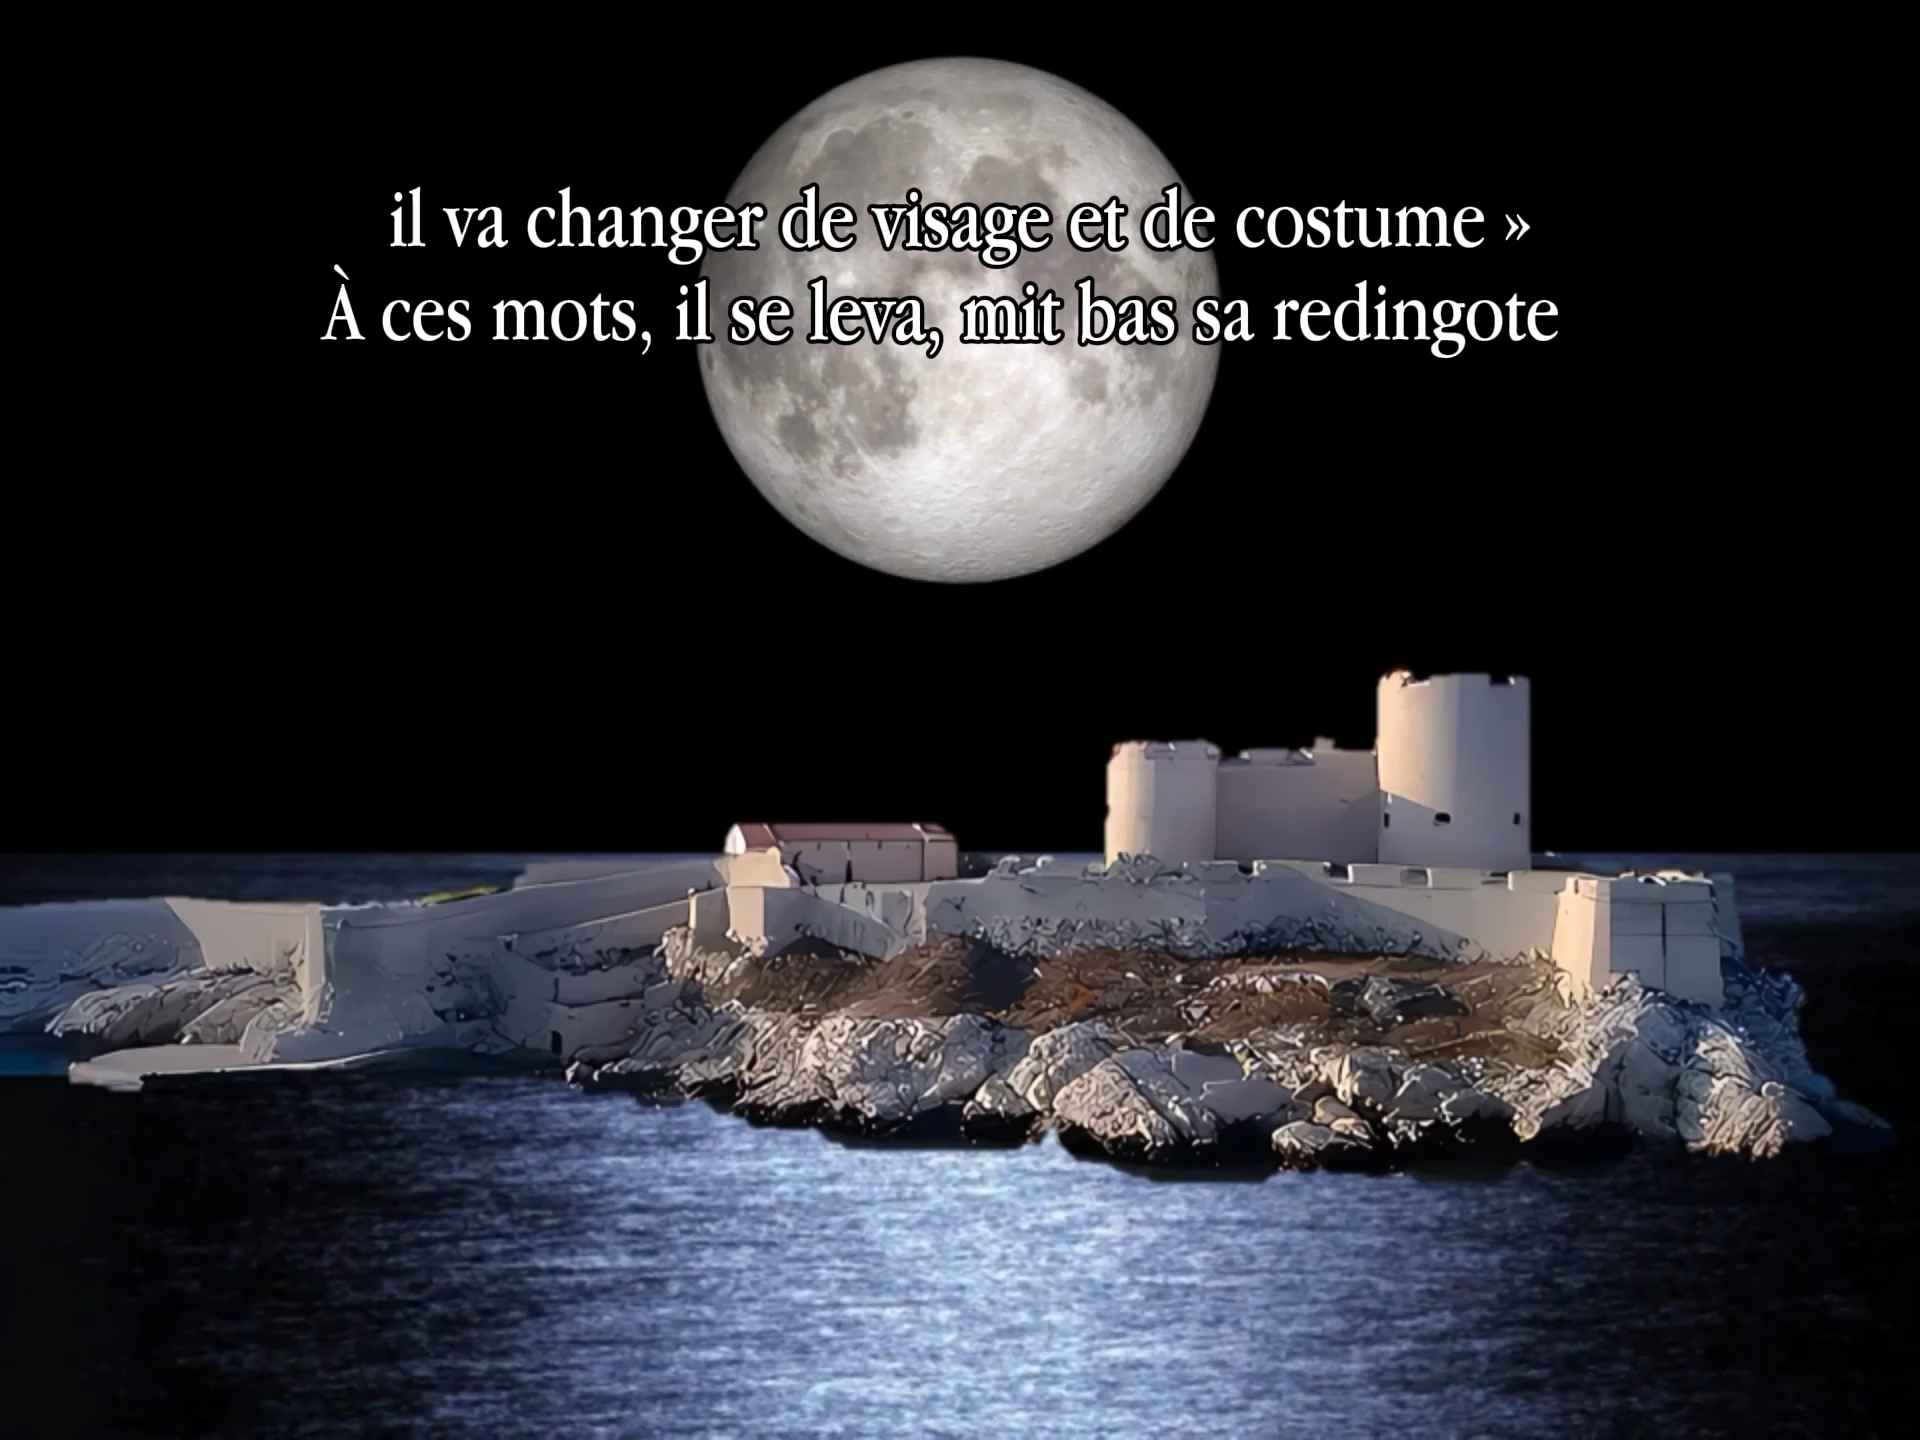 il va changer de visage et de costume »
À ces mots, il se leva, mit bas sa redingote